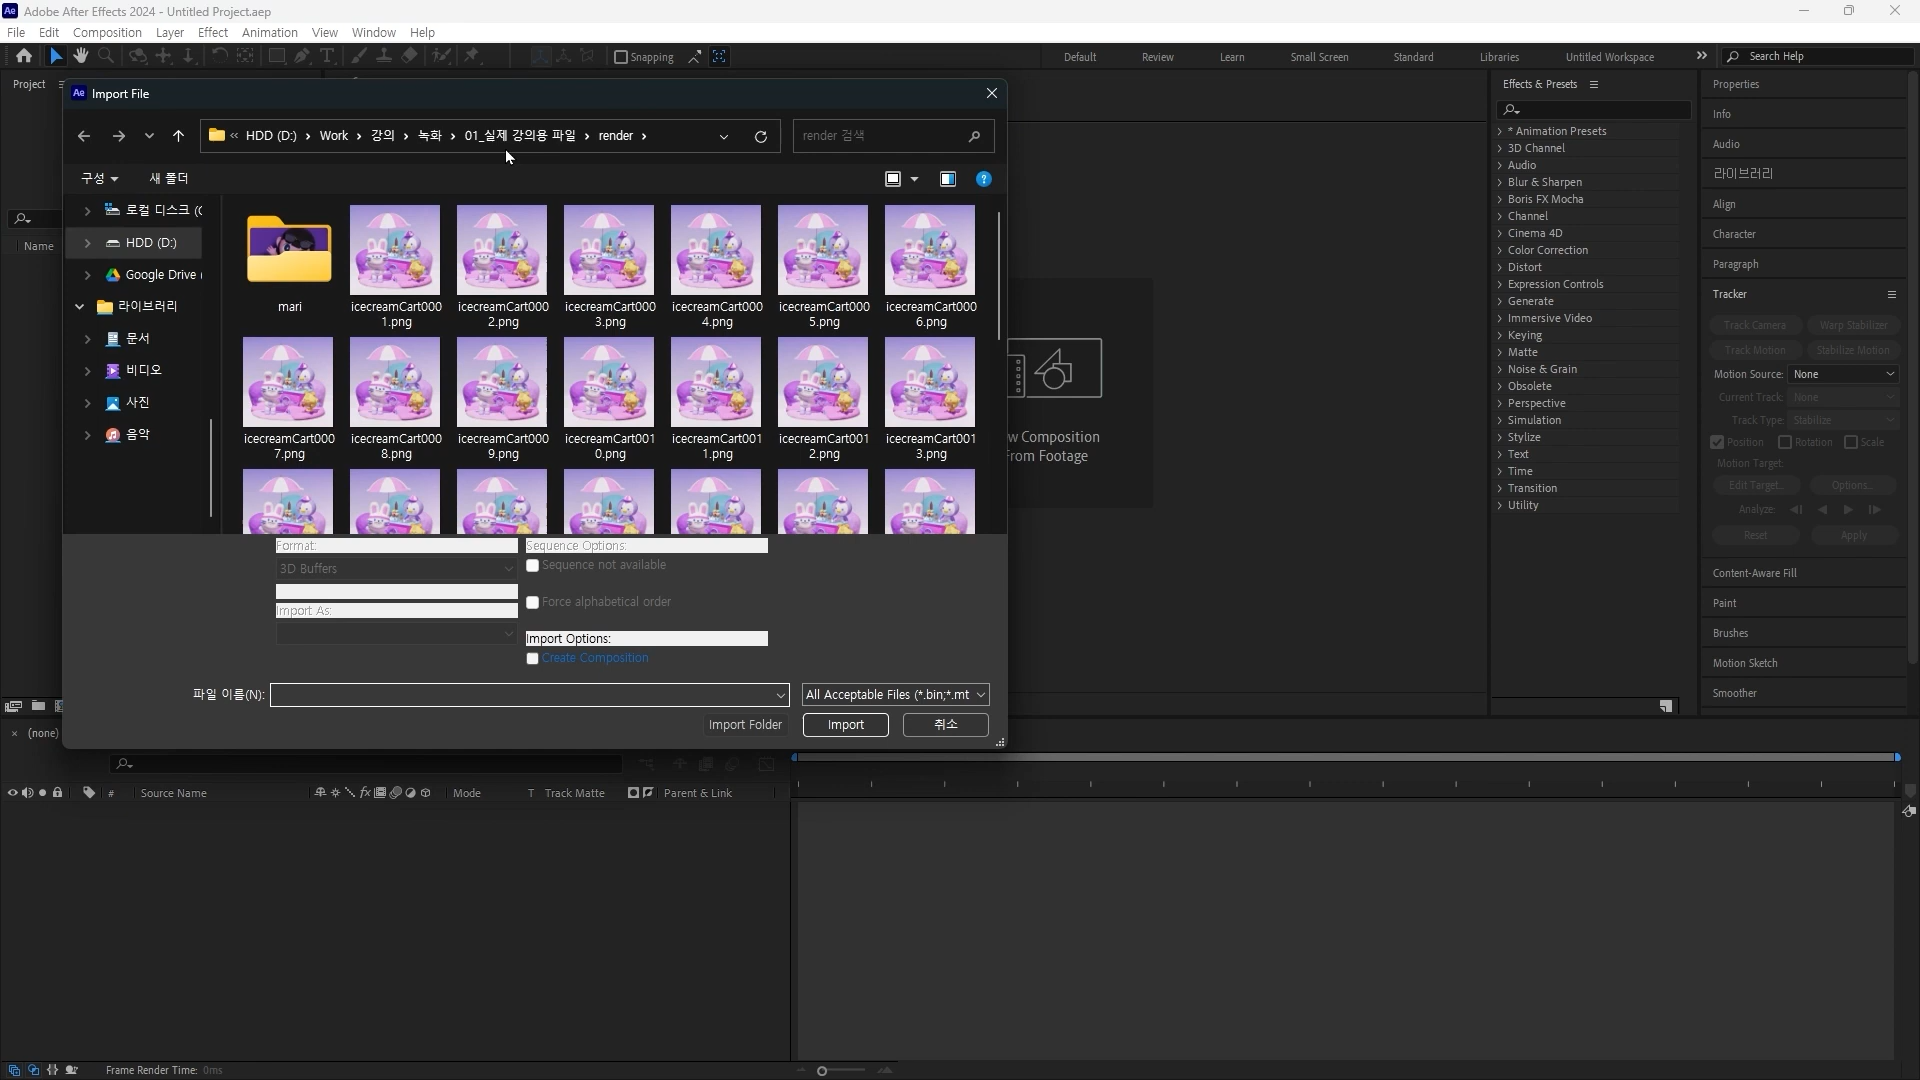 Adobe After Effects 2024 - Untitled Project.aep
File Edit Composition Layer Effect Animation View Window Help
Snapping
Default Review Learn Small Screen Standard Libraries Untitled Workspace
Search Help
Project
Import File
HDD (D:) Work 강의 녹화 01_실제 강의용 파일 render
render 검색
구성 새 폴더
로컬 디스크 (C
HDD (D:)
Google Drive (
라이브러리
문서
비디오
사진
음악
mari
icecreamCart0001.png
icecreamCart0002.png
icecreamCart0003.png
icecreamCart0004.png
icecreamCart0005.png
icecreamCart0006.png
icecreamCart0007.png
icecreamCart0008.png
icecreamCart0009.png
icecreamCart0010.png
icecreamCart0011.png
icecreamCart0012.png
icecreamCart0013.png
Format:
3D Buffers
Import As:
Sequence Options:
Sequence not available
Force alphabetical order
Import Options:
Create Composition
파일 이름(N):
All Acceptable Files (*.bin;*.mt
Import Folder Import 취소
Name
w Composition
From Footage
Effects & Presets
* Animation Presets
3D Channel
Audio
Blur & Sharpen
Boris FX Mocha
Channel
Cinema 4D
Color Correction
Distort
Expression Controls
Generate
Immersive Video
Keying
Matte
Noise & Grain
Obsolete
Perspective
Simulation
Stylize
Text
Time
Transition
Utility
Properties
Info
Audio
라이브러리
Align
Character
Paragraph
Tracker
Track Camera Warp Stabilizer
Track Motion Stabilize Motion
Motion Source: None
Current Track: None
Track Type: Stabilize
Position Rotation Scale
Motion Target:
Edit Target... Options...
Analyze:
Reset Apply
Content-Aware Fill
Paint
Brushes
Motion Sketch
Smoother
(none)
# Source Name Mode T Track Matte Parent & Link
Frame Render Time: 0ms